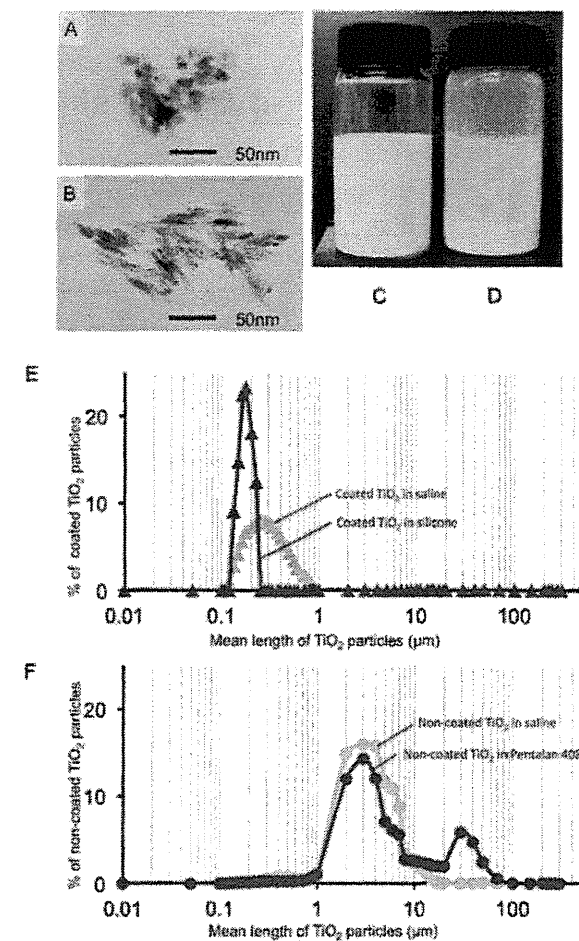 A
50nm
B
50nm
C
D
E
% of coated TiO₂ particles
20
10
0
Coated TiO₂ in saline
Coated TiO₂ in silicone
0.01
0.1
1
10
100
Mean length of TiO₂ particles (μm)
F
% of non-coated TiO₂ particles
20
10
0
Non-coated TiO₂ in saline
Non-coated TiO₂ in Pentalan 408
0.01
0.1
1
10
100
Mean length of TiO₂ particles (μm)